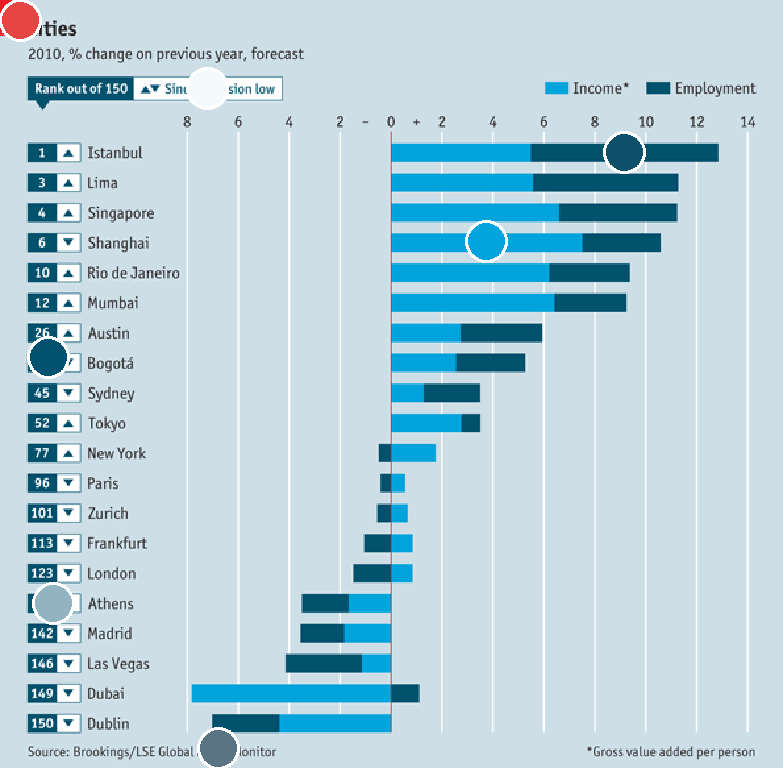 2010, % change on previous year, forecast
Rank out of 150 ▲▼ low
Income* Employment
8 6 4 2 – 0 + 2 4 6 8 10 12 14
1 ▲ Istanbul
3 ▲ Lima
4 ▲ Singapore
6 ▼ Shanghai
10 ▲ Rio de Janeiro
12 ▲ Mumbai
26 ▲ Austin
Bogotá
45 ▼ Sydney
52 ▲ Tokyo
77 ▲ New York
96 ▼ Paris
101 ▼ Zurich
113 ▼ Frankfurt
123 ▼ London
Athens
142 ▼ Madrid
146 ▼ Las Vegas
149 ▼ Dubai
150 ▼ Dublin
Source: Brookings/LSE Global
*Gross value added per person